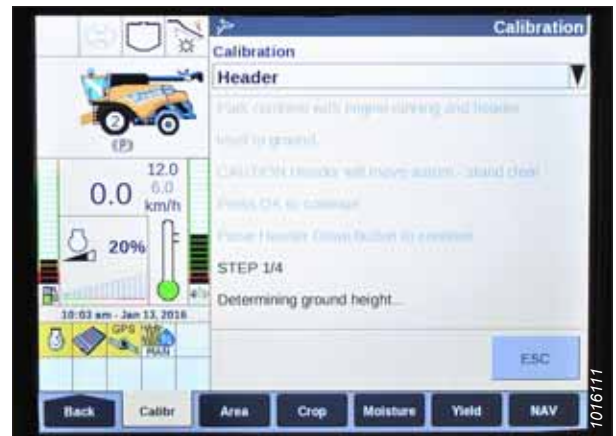 Calibration
Calibration
Header
Park combine with engine running and header
level to ground.
CAUTION Header will move autom - stand clear
Press OK to continue
Press Header Down Button to continue
STEP 1/4
Determining ground height...
ESC
2
(P)
12.0
0.0
6.0
km/h
20%
10:03 am - Jan 13, 2016
GPS
MAN
Back
Calibr
Area
Crop
Moisture
Yield
NAV
1016111